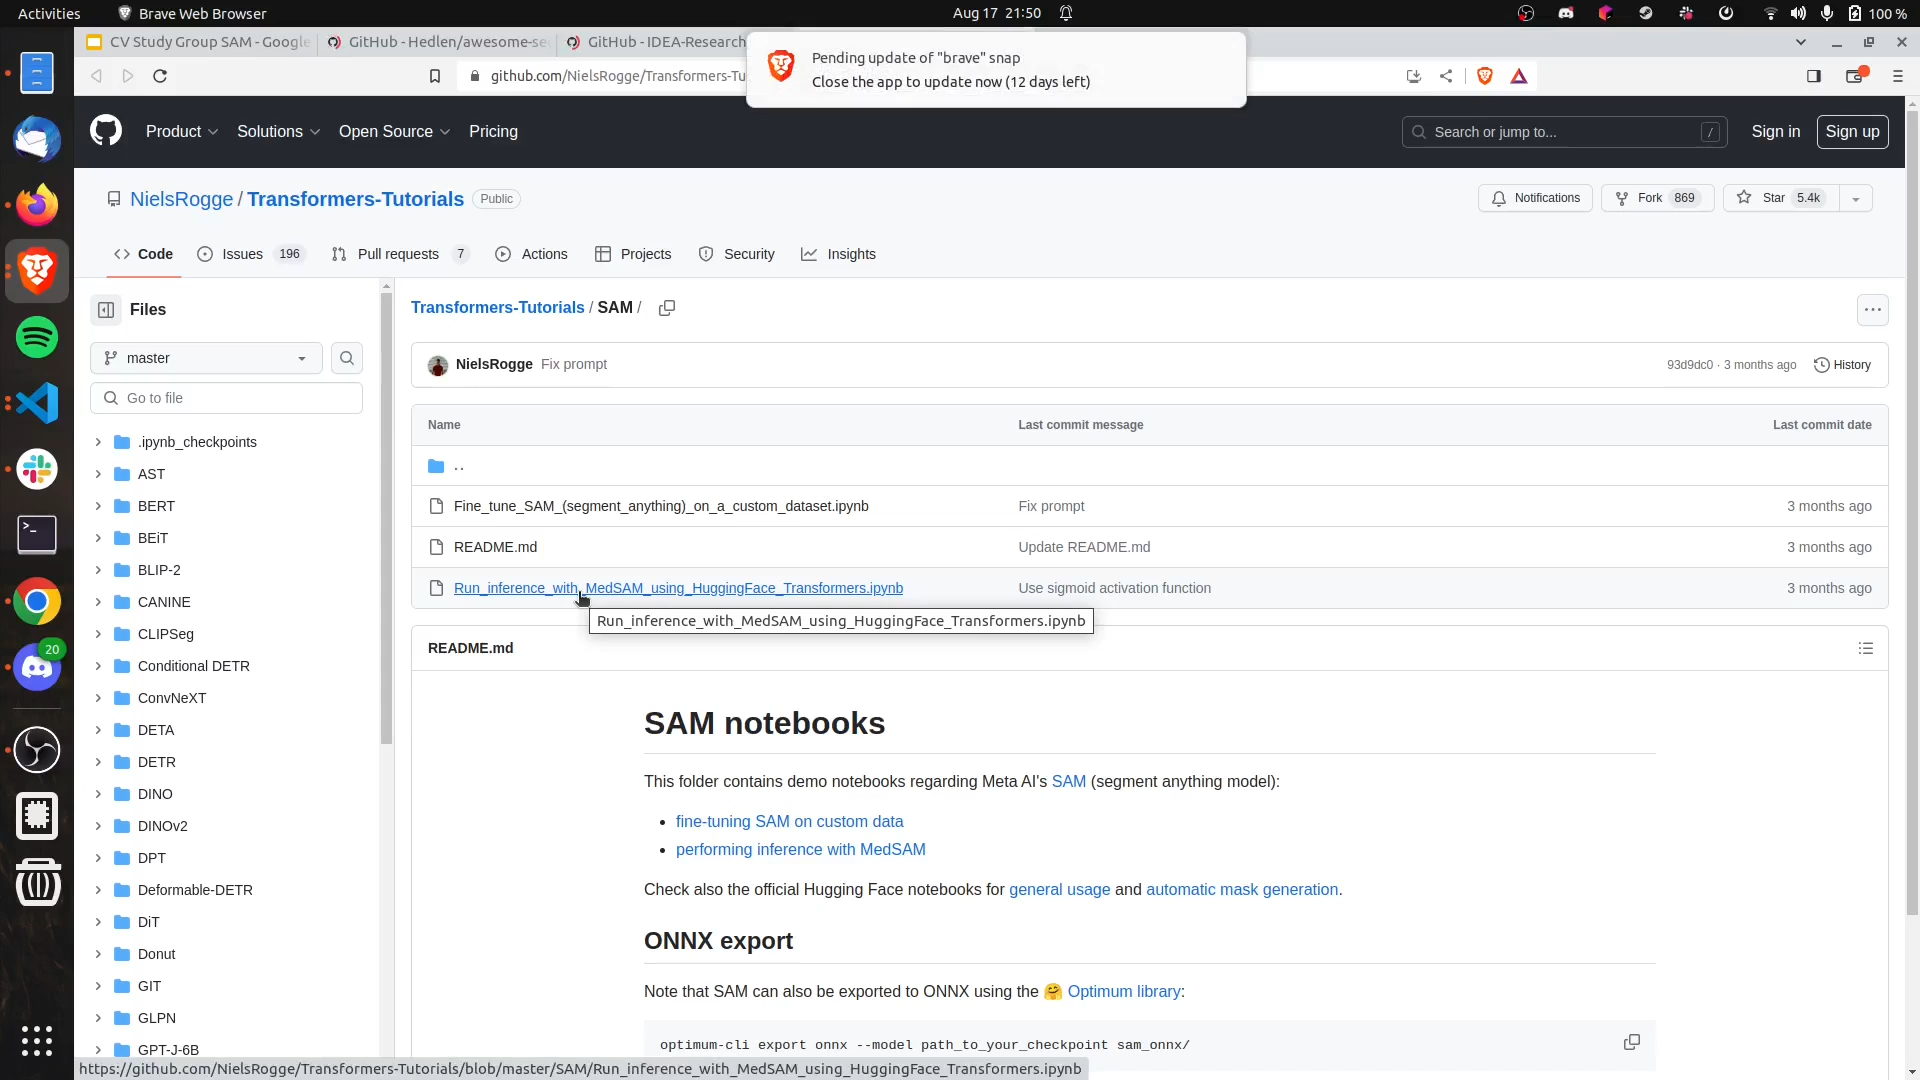 Activities Brave Web Browser Aug 17 21:50 100 %
CV Study Group SAM - Google GitHub - Hedlen/awesome-se GitHub - IDEA-Research
Pending update of "brave" snap
Close the app to update now (12 days left)
github.com/NielsRogge/Transformers-Tu
Product Solutions Open Source Pricing Search or jump to... / Sign in Sign up
NielsRogge / Transformers-Tutorials Public Notifications Fork 869 Star 5.4k
Code Issues 196 Pull requests 7 Actions Projects Security Insights
Files
master
Go to file
.ipynb_checkpoints
AST
BERT
BEiT
BLIP-2
CANINE
CLIPSeg
Conditional DETR
ConvNeXT
DETA
DETR
DINO
DINOv2
DPT
Deformable-DETR
DiT
Donut
GIT
GLPN
GPT-J-6B
20
Transformers-Tutorials / SAM /
NielsRogge Fix prompt 93d9dc0 · 3 months ago History
Name Last commit message Last commit date
..
Fine_tune_SAM_(segment_anything)_on_a_custom_dataset.ipynb Fix prompt 3 months ago
README.md Update README.md 3 months ago
Run_inference_with_MedSAM_using_HuggingFace_Transformers.ipynb Use sigmoid activation function 3 months ago
Run_inference_with_MedSAM_using_HuggingFace_Transformers.ipynb
README.md
SAM notebooks
This folder contains demo notebooks regarding Meta AI's SAM (segment anything model):
• fine-tuning SAM on custom data
• performing inference with MedSAM
Check also the official Hugging Face notebooks for general usage and automatic mask generation.
ONNX export
Note that SAM can also be exported to ONNX using the 🤗 Optimum library:
optimum-cli export onnx --model path_to_your_checkpoint sam_onnx/
https://github.com/NielsRogge/Transformers-Tutorials/blob/master/SAM/Run_inference_with_MedSAM_using_HuggingFace_Transformers.ipynb